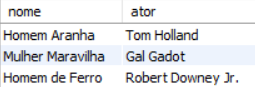 nome ator
Homem Aranha Tom Holland
Mulher Maravilha Gal Gadot
Homem de Ferro Robert Downey Jr.